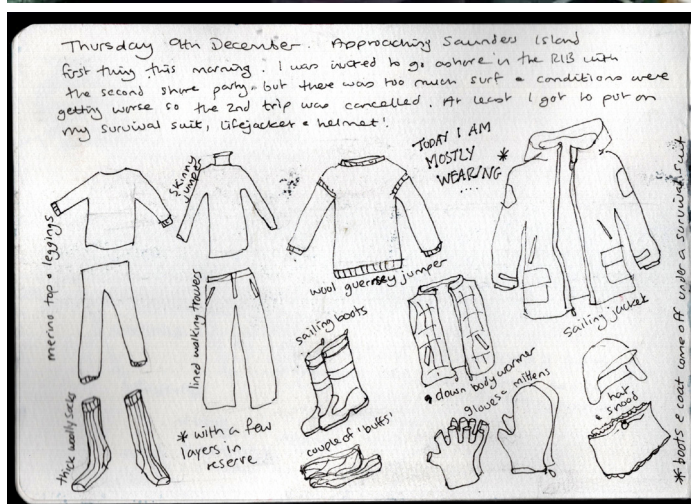 Thursday 9th December. Approaching Saunders Island
first thing this morning. I was invited to go ashore in the RIB with
the second shore party but there was too much surf & conditions were
getting worse so the 2nd trip was cancelled. At least I got to put on
my survival suit, lifejacket & helmet!
TODAY I AM
MOSTLY *
WEARING
...
merino top & leggings
skinny
jumper
wool guernsey jumper
sailing jacket
lined walking trousers
sailing boots
down body warmer
gloves & mittens
hat
& snood
thick woolly socks
* with a few
layers in
reserve
couple of 'buffs'
* boots & coat come off under a survival suit